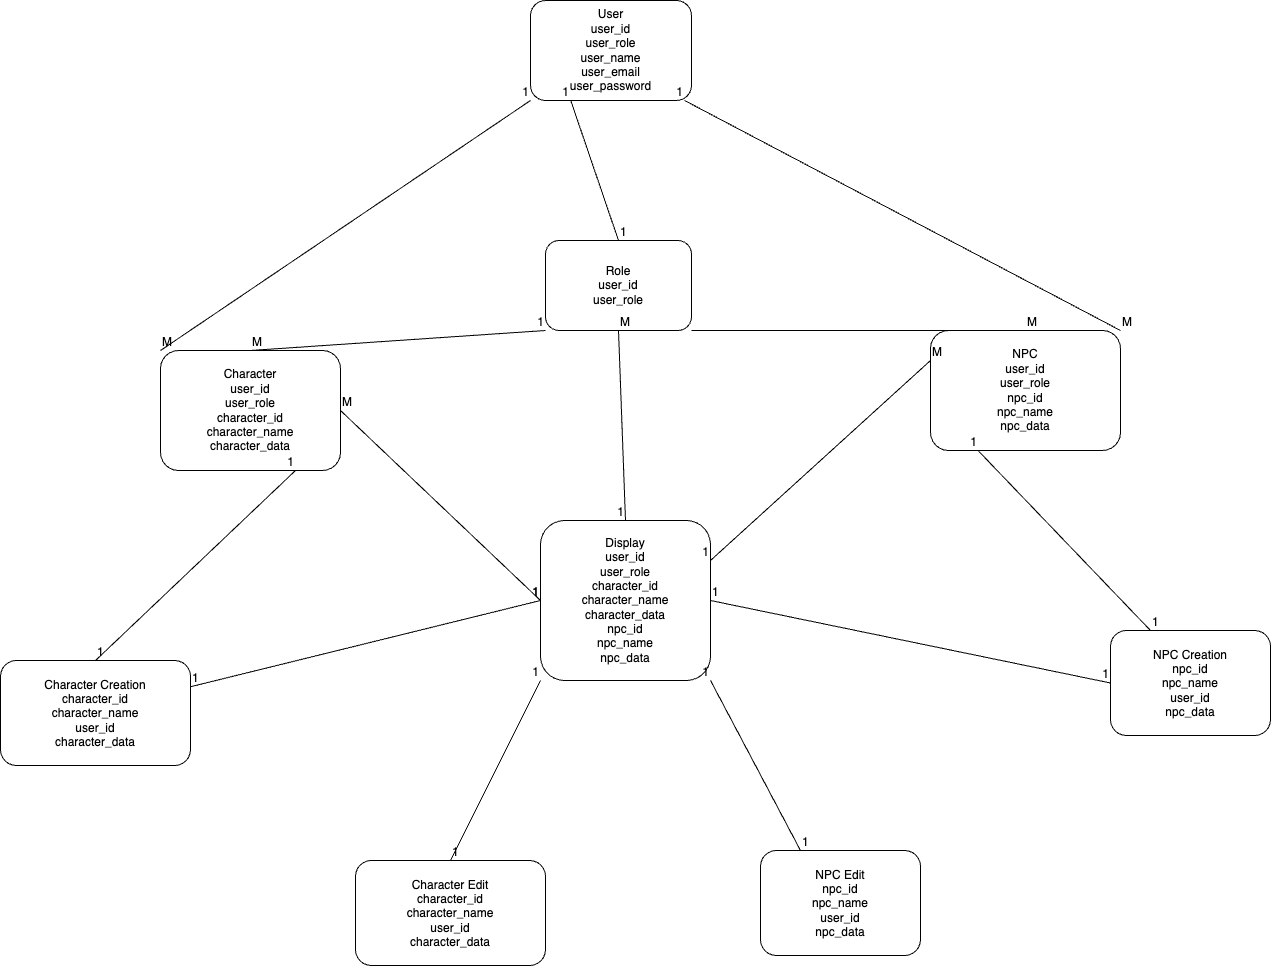 User
user_id
user_role
user_name
user_email
user_password
1
1
1
1
Role
user_id
user_role
1
M
M
M
M
M
Character
user_id
user_role
character_id
character_name
character_data
1
M
M
NPC
user_id
user_role
npc_id
npc_name
npc_data
1
1
Display
user_id
user_role
character_id
character_name
character_data
npc_id
npc_name
npc_data
1
1
1
1
1
1
1
Character Creation
character_id
character_name
user_id
character_data
1
1
NPC Creation
npc_id
npc_name
user_id
npc_data
1
Character Edit
character_id
character_name
user_id
character_data
1
NPC Edit
npc_id
npc_name
user_id
npc_data